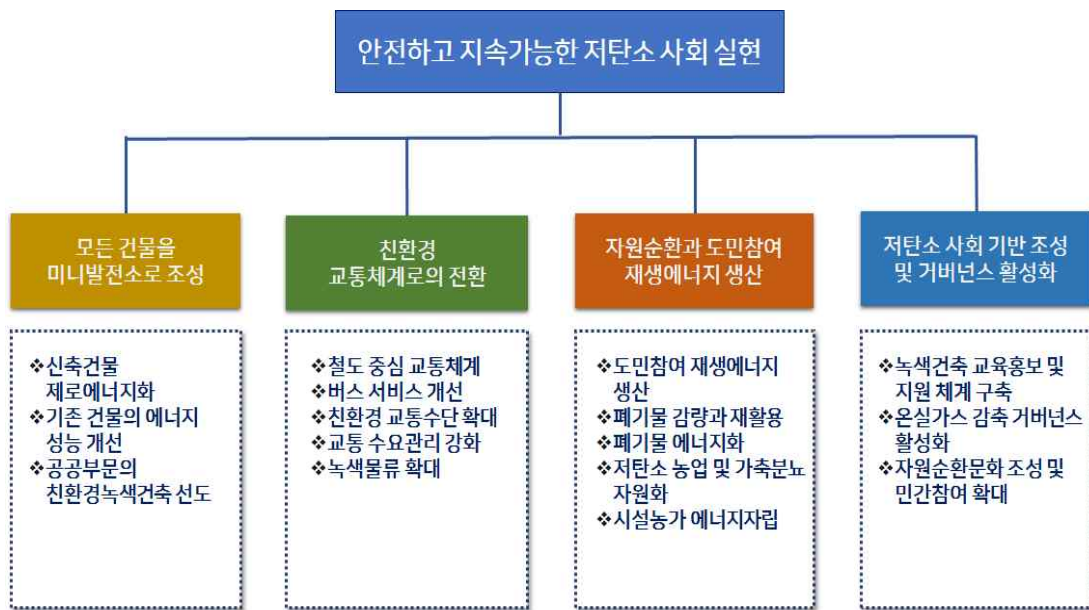 안전하고 지속가능한 저탄소 사회 실현
모든 건물을
미니발전소로 조성
친환경
교통체계로의 전환
자원순환과 도민참여
재생에너지 생산
저탄소 사회 기반 조성
및 거버넌스 활성화
❖신축건물
제로에너지화
❖기존 건물의 에너지
성능 개선
❖공공부문의
친환경녹색건축 선도
❖철도 중심 교통체계
❖버스 서비스 개선
❖친환경 교통수단 확대
❖교통 수요관리 강화
❖녹색물류 확대
❖도민참여 재생에너지
생산
❖폐기물 감량과 재활용
❖폐기물 에너지화
❖저탄소 농업 및 가축분뇨
자원화
❖시설농가 에너지자립
❖녹색건축 교육홍보 및
지원 체계 구축
❖온실가스 감축 거버넌스
활성화
❖자원순환문화 조성 및
민간참여 확대